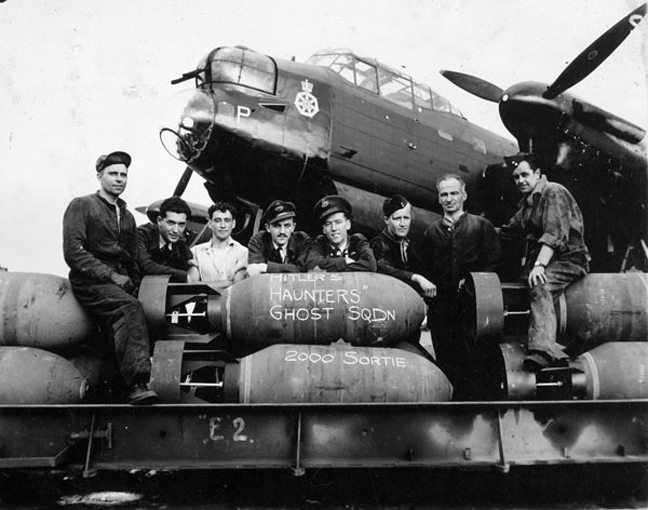 S
P
HITLER'S
HAUNTERS"
GHOST SQDN
2000 SORTIE
"E"2